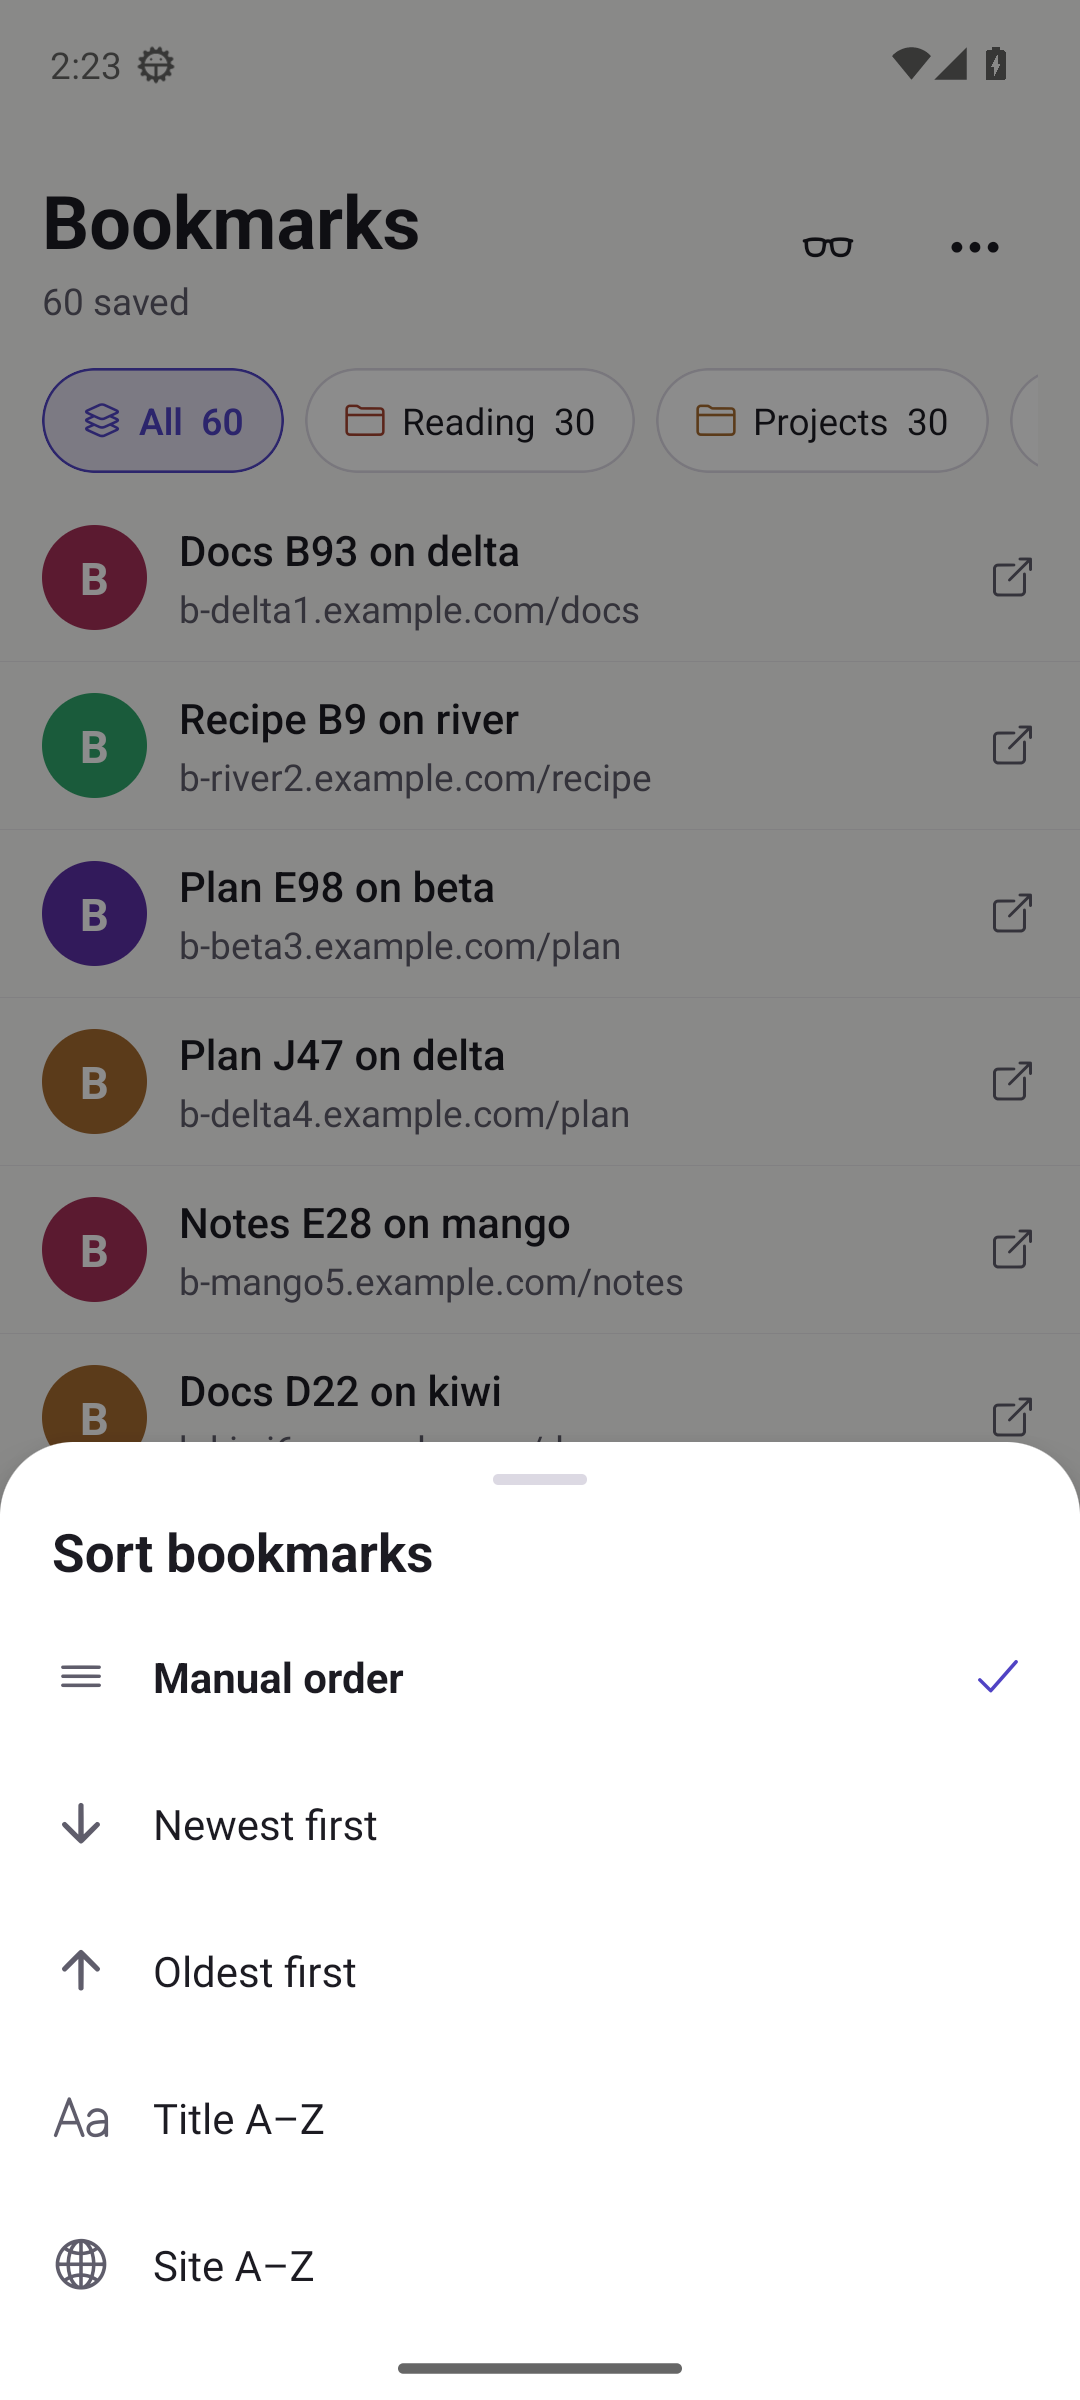 2:23
Bookmarks
60 saved
All 60
Reading 30
Projects 30
B
Docs B93 on delta
b-delta1.example.com/docs
B
Recipe B9 on river
b-river2.example.com/recipe
B
Plan E98 on beta
b-beta3.example.com/plan
B
Plan J47 on delta
b-delta4.example.com/plan
B
Notes E28 on mango
b-mango5.example.com/notes
B
Docs D22 on kiwi
Sort bookmarks
Manual order
Newest first
Oldest first
Aa Title A–Z
Site A–Z